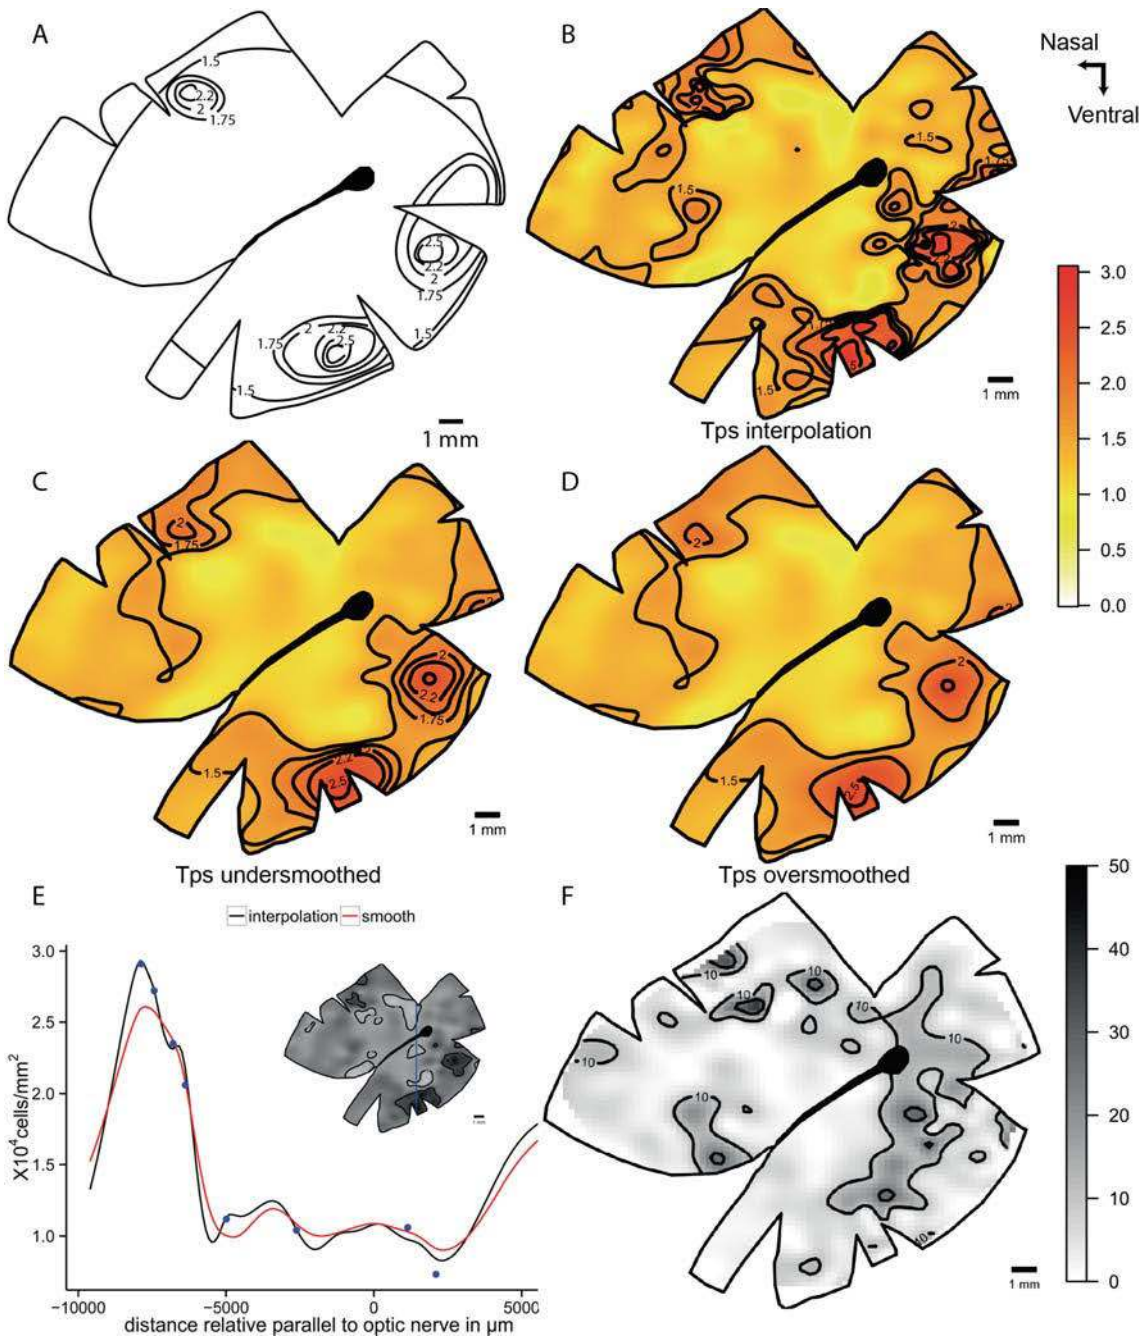 A
1.5
2.2
2
1.75
2.5
2.2
2
1.75
1.5
2
2.2
1.75
2.5
1.5
1 mm
B
Nasal
Ventral
1.5
1.75
1.5
2
1.5
1 mm
Tps interpolation
3.0
2.5
2.0
1.5
1.0
0.5
0.0
C
2
1.75
2
2
2.2
1.75
1.5
2.2
2.5
1 mm
Tps undersmoothed
D
2
2
2
1.5
2.5
1 mm
Tps oversmoothed
E
interpolation smooth
3.0
2.5
2.0
1.5
1.0
X10⁴cells/mm²
−10000 −5000 0 5000
distance relative parallel to optic nerve in µm
F
10
10
10
10
10
10
10
10
1 mm
50
40
30
20
10
0